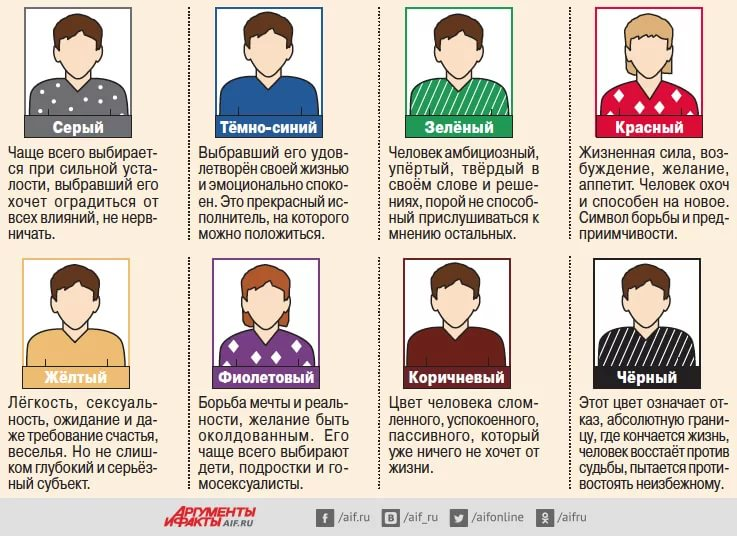 Серый
Чаще всего выбирает-
ся при сильной уста-
лости, выбравший его
хочет оградиться от
всех влияний, не нерв-
ничать.
Тёмно-синий
Выбравший его удов-
летворён своей жизнью
и эмоционально споко-
ен. Это прекрасный ис-
полнитель, на которого
можно положиться.
Зелёный
Человек амбициозный,
упёртый, твёрдый в
своём слове и реше-
ниях, порой не способ-
ный прислушиваться к
мнению остальных.
Красный
Жизненная сила, воз-
буждение, желание,
аппетит. Человек охоч
и способен на новое.
Символ борьбы и пред-
приимчивости.
Жёлтый
Лёгкость, сексуаль-
ность, ожидание и да-
же требование счастья,
веселья. Но не слиш-
ком глубокий и серьёз-
ный субъект.
Фиолетовый
Борьба мечты и реаль-
ности, желание быть
околдованным. Его
чаще всего выбирают
дети, подростки и го-
мосексуалисты.
Коричневый
Цвет человека слом-
ленного, успокоенного,
пассивного, который
уже ничего не хочет от
жизни.
Чёрный
Этот цвет означает от-
каз, абсолютную грани-
цу, где кончается жизнь,
человек восстаёт против
судьбы, пытается проти-
востоять неизбежному.
АРГУМЕНТЫ
И ФАКТЫ AIF.RU
/aif.ru
/aif_ru
/aifonline
/aifru